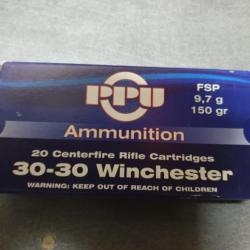 PPU
FSP
9,7 g
150 gr
Ammunition
20 Centerfire Rifle Cartridges
30-30 Winchester
WARNING: KEEP OUT OF REACH OF CHILDREN